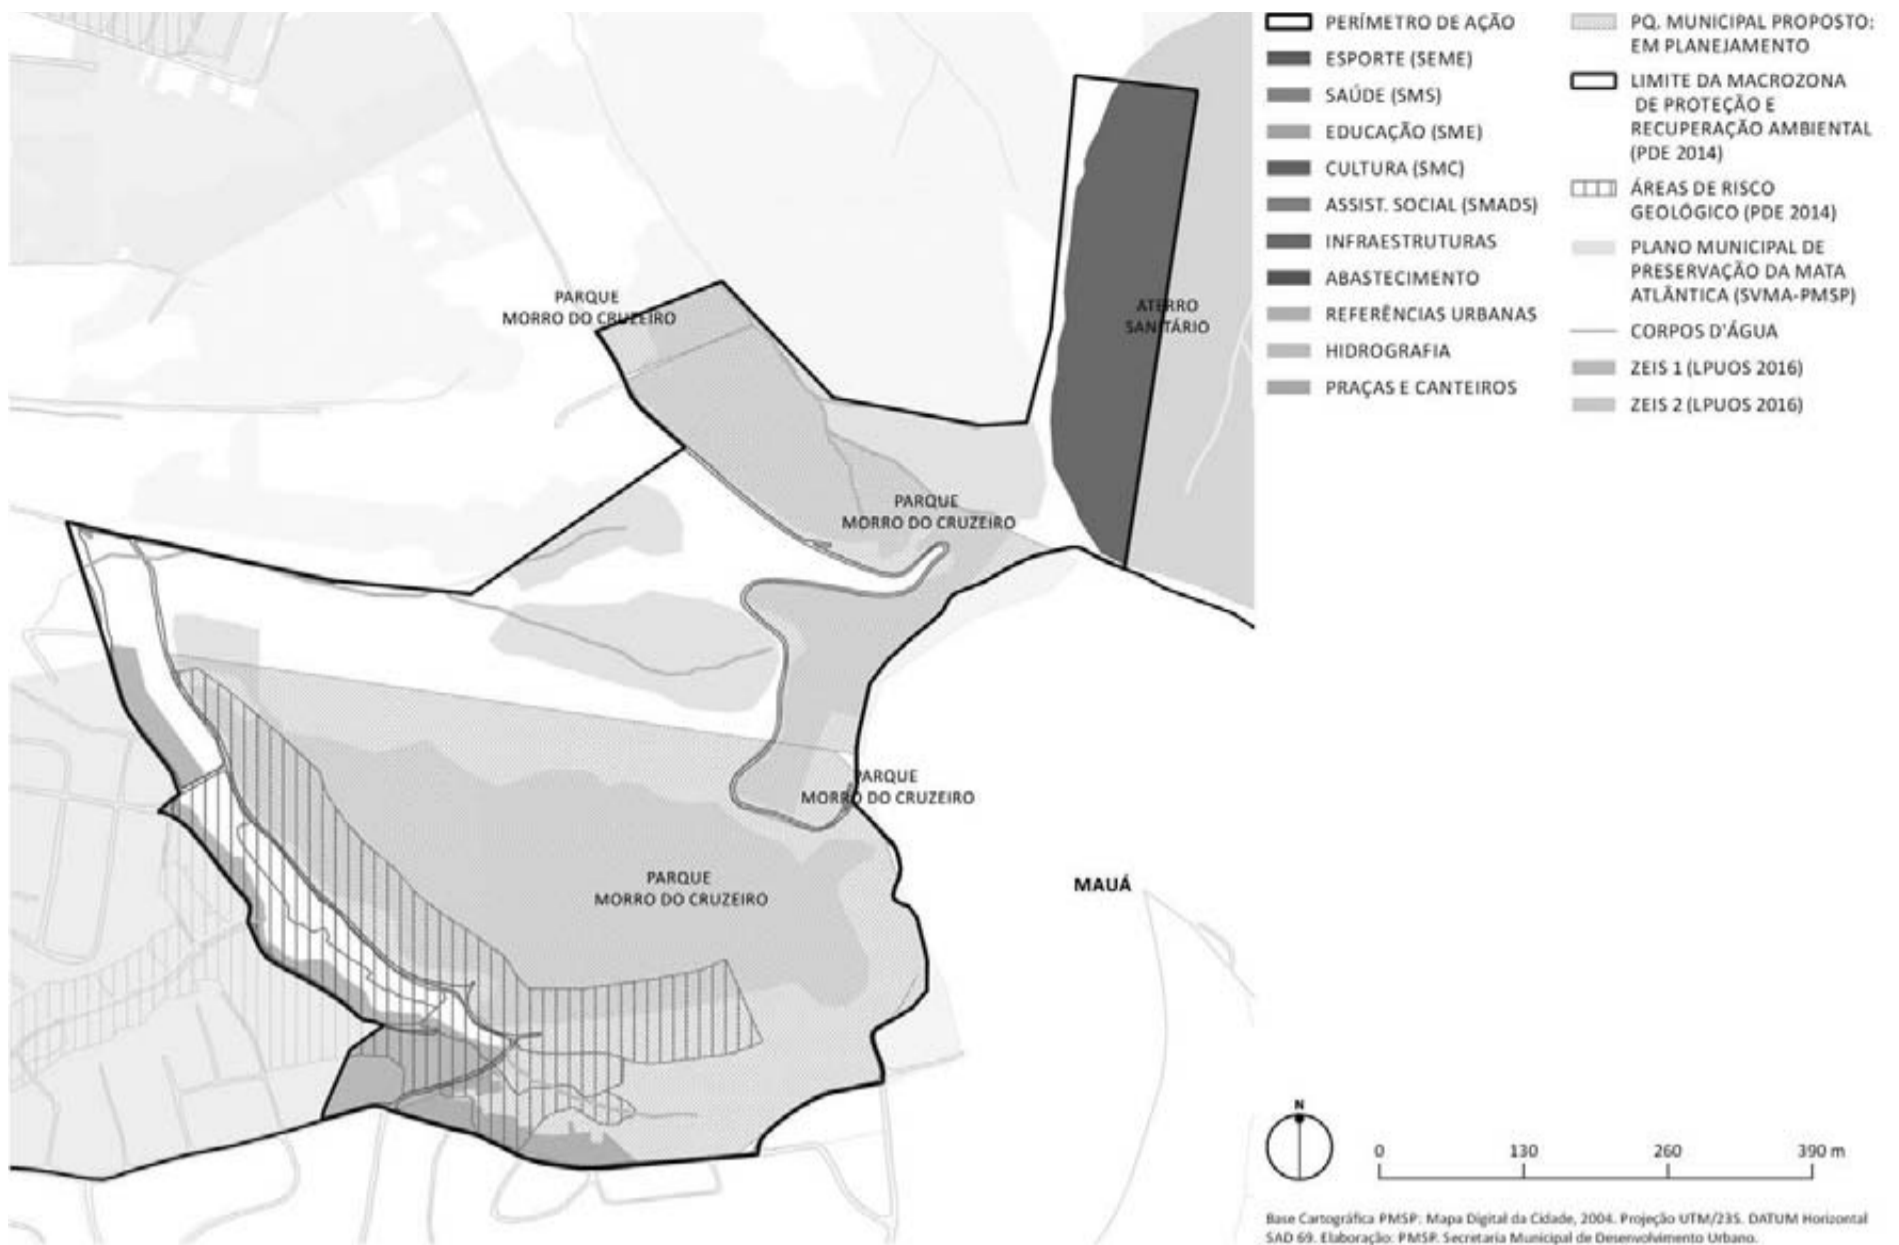 PERÍMETRO DE AÇÃO
ESPORTE (SEME)
SAÚDE (SMS)
EDUCAÇÃO (SME)
CULTURA (SMC)
ASSIST. SOCIAL (SMADS)
INFRAESTRUTURAS
ABASTECIMENTO
REFERÊNCIAS URBANAS
HIDROGRAFIA
PRAÇAS E CANTEIROS
PQ. MUNICIPAL PROPOSTO:
EM PLANEJAMENTO
LIMITE DA MACROZONA
DE PROTEÇÃO E
RECUPERAÇÃO AMBIENTAL
(PDE 2014)
ÁREAS DE RISCO
GEOLÓGICO (PDE 2014)
PLANO MUNICIPAL DE
PRESERVAÇÃO DA MATA
ATLÂNTICA (SVMA-PMSP)
CORPOS D'ÁGUA
ZEIS 1 (LPUOS 2016)
ZEIS 2 (LPUOS 2016)
PARQUE
MORRO DO CRUZEIRO
ATERRO
SANITÁRIO
PARQUE
MORRO DO CRUZEIRO
PARQUE
MORRO DO CRUZEIRO
PARQUE
MORRO DO CRUZEIRO
MAUÁ
N
0 130 260 390 m
Base Cartográfica PMSP: Mapa Digital da Cidade, 2004. Projeção UTM/23S. DATUM Horizontal
SAD 69. Elaboração: PMSP. Secretaria Municipal de Desenvolvimento Urbano.